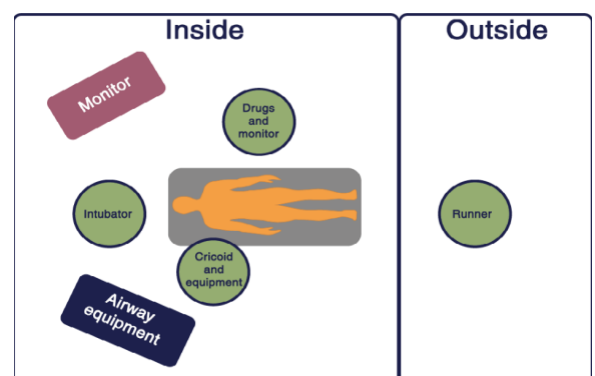 Inside
Outside
Monitor
Drugs
and
monitor
Intubator
Runner
Cricoid
and
equipment
Airway
equipment